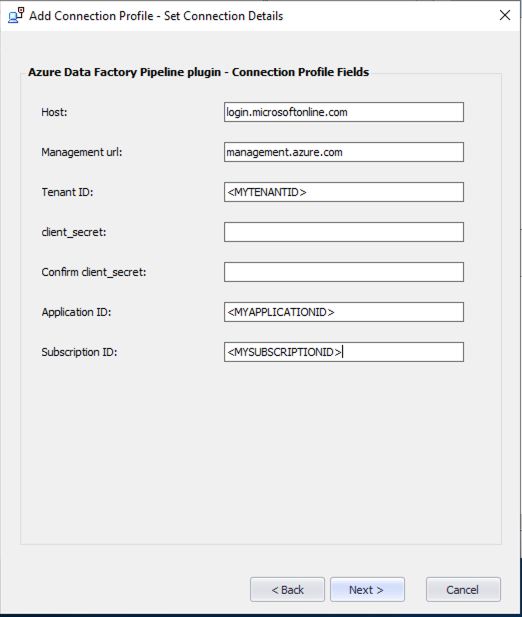 Add Connection Profile - Set Connection Details
Azure Data Factory Pipeline plugin - Connection Profile Fields
Host: login.microsoftonline.com
Management url: management.azure.com
Tenant ID: <MYTENANTID>
client_secret:
Confirm client_secret:
Application ID: <MYAPPLICATIONID>
Subscription ID: <MYSUBSCRIPTIONID>
< Back Next > Cancel